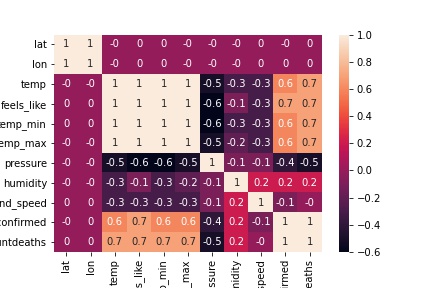 lat 1 1 -0 0 -0 0 -0 -0 0 -0 0
lon 1 1 -0 0 -0 0 -0 -0 0 0 0
temp -0 -0 1 1 1 1 -0.5 -0.3 -0.3 0.6 0.7
feels_like 0 0 1 1 1 1 -0.6 -0.1 -0.3 0.7 0.7
temp_min -0 -0 1 1 1 1 -0.6 -0.3 -0.3 0.6 0.7
emp_max 0 0 1 1 1 1 -0.5 -0.2 -0.3 0.6 0.7
pressure -0 -0 -0.5 -0.6 -0.6 -0.5 1 -0.1 -0.1 -0.4 -0.5
humidity -0 -0 -0.3 -0.1 -0.3 -0.2 -0.1 1 0.2 0.2 0.2
nd_speed 0 0 -0.3 -0.3 -0.3 -0.3 -0.1 0.2 1 -0.1 -0
confirmed -0 0 0.6 0.7 0.6 0.6 -0.4 0.2 -0.1 1 1
untdeaths 0 0 0.7 0.7 0.7 0.7 -0.5 0.2 -0 1 1
lat
lon
temp
s_like
p_min
_max
ssure
midity
speed
irmed
eaths
1.0
0.8
0.6
0.4
0.2
0.0
−0.2
−0.4
−0.6